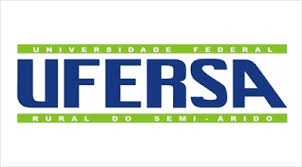 UNIVERSIDADE FEDERAL
UFERSA
RURAL DO SEMI-ÁRIDO